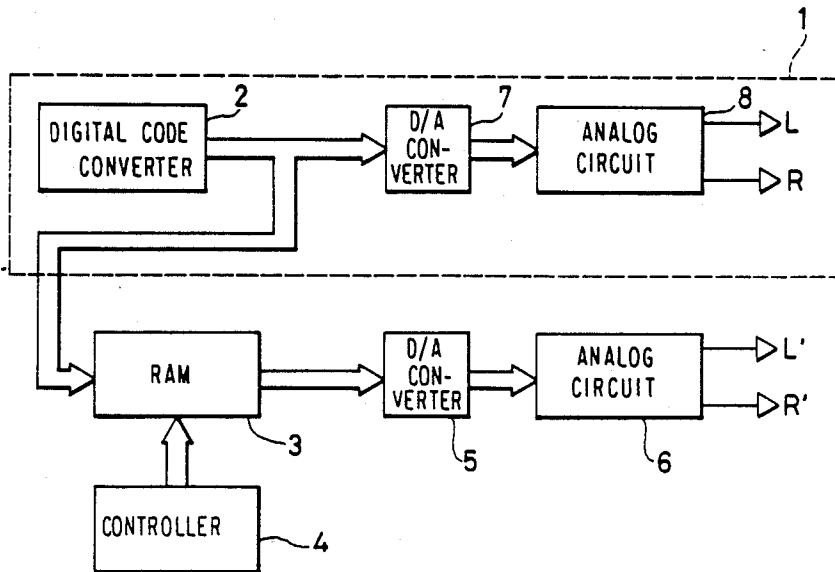 1
2
DIGITAL CODE
CONVERTER
7
D/A
CON-
VERTER
8
ANALOG
CIRCUIT
L
R
RAM
3
D/A
CON-
VERTER
5
ANALOG
CIRCUIT
6
L'
R'
CONTROLLER
4